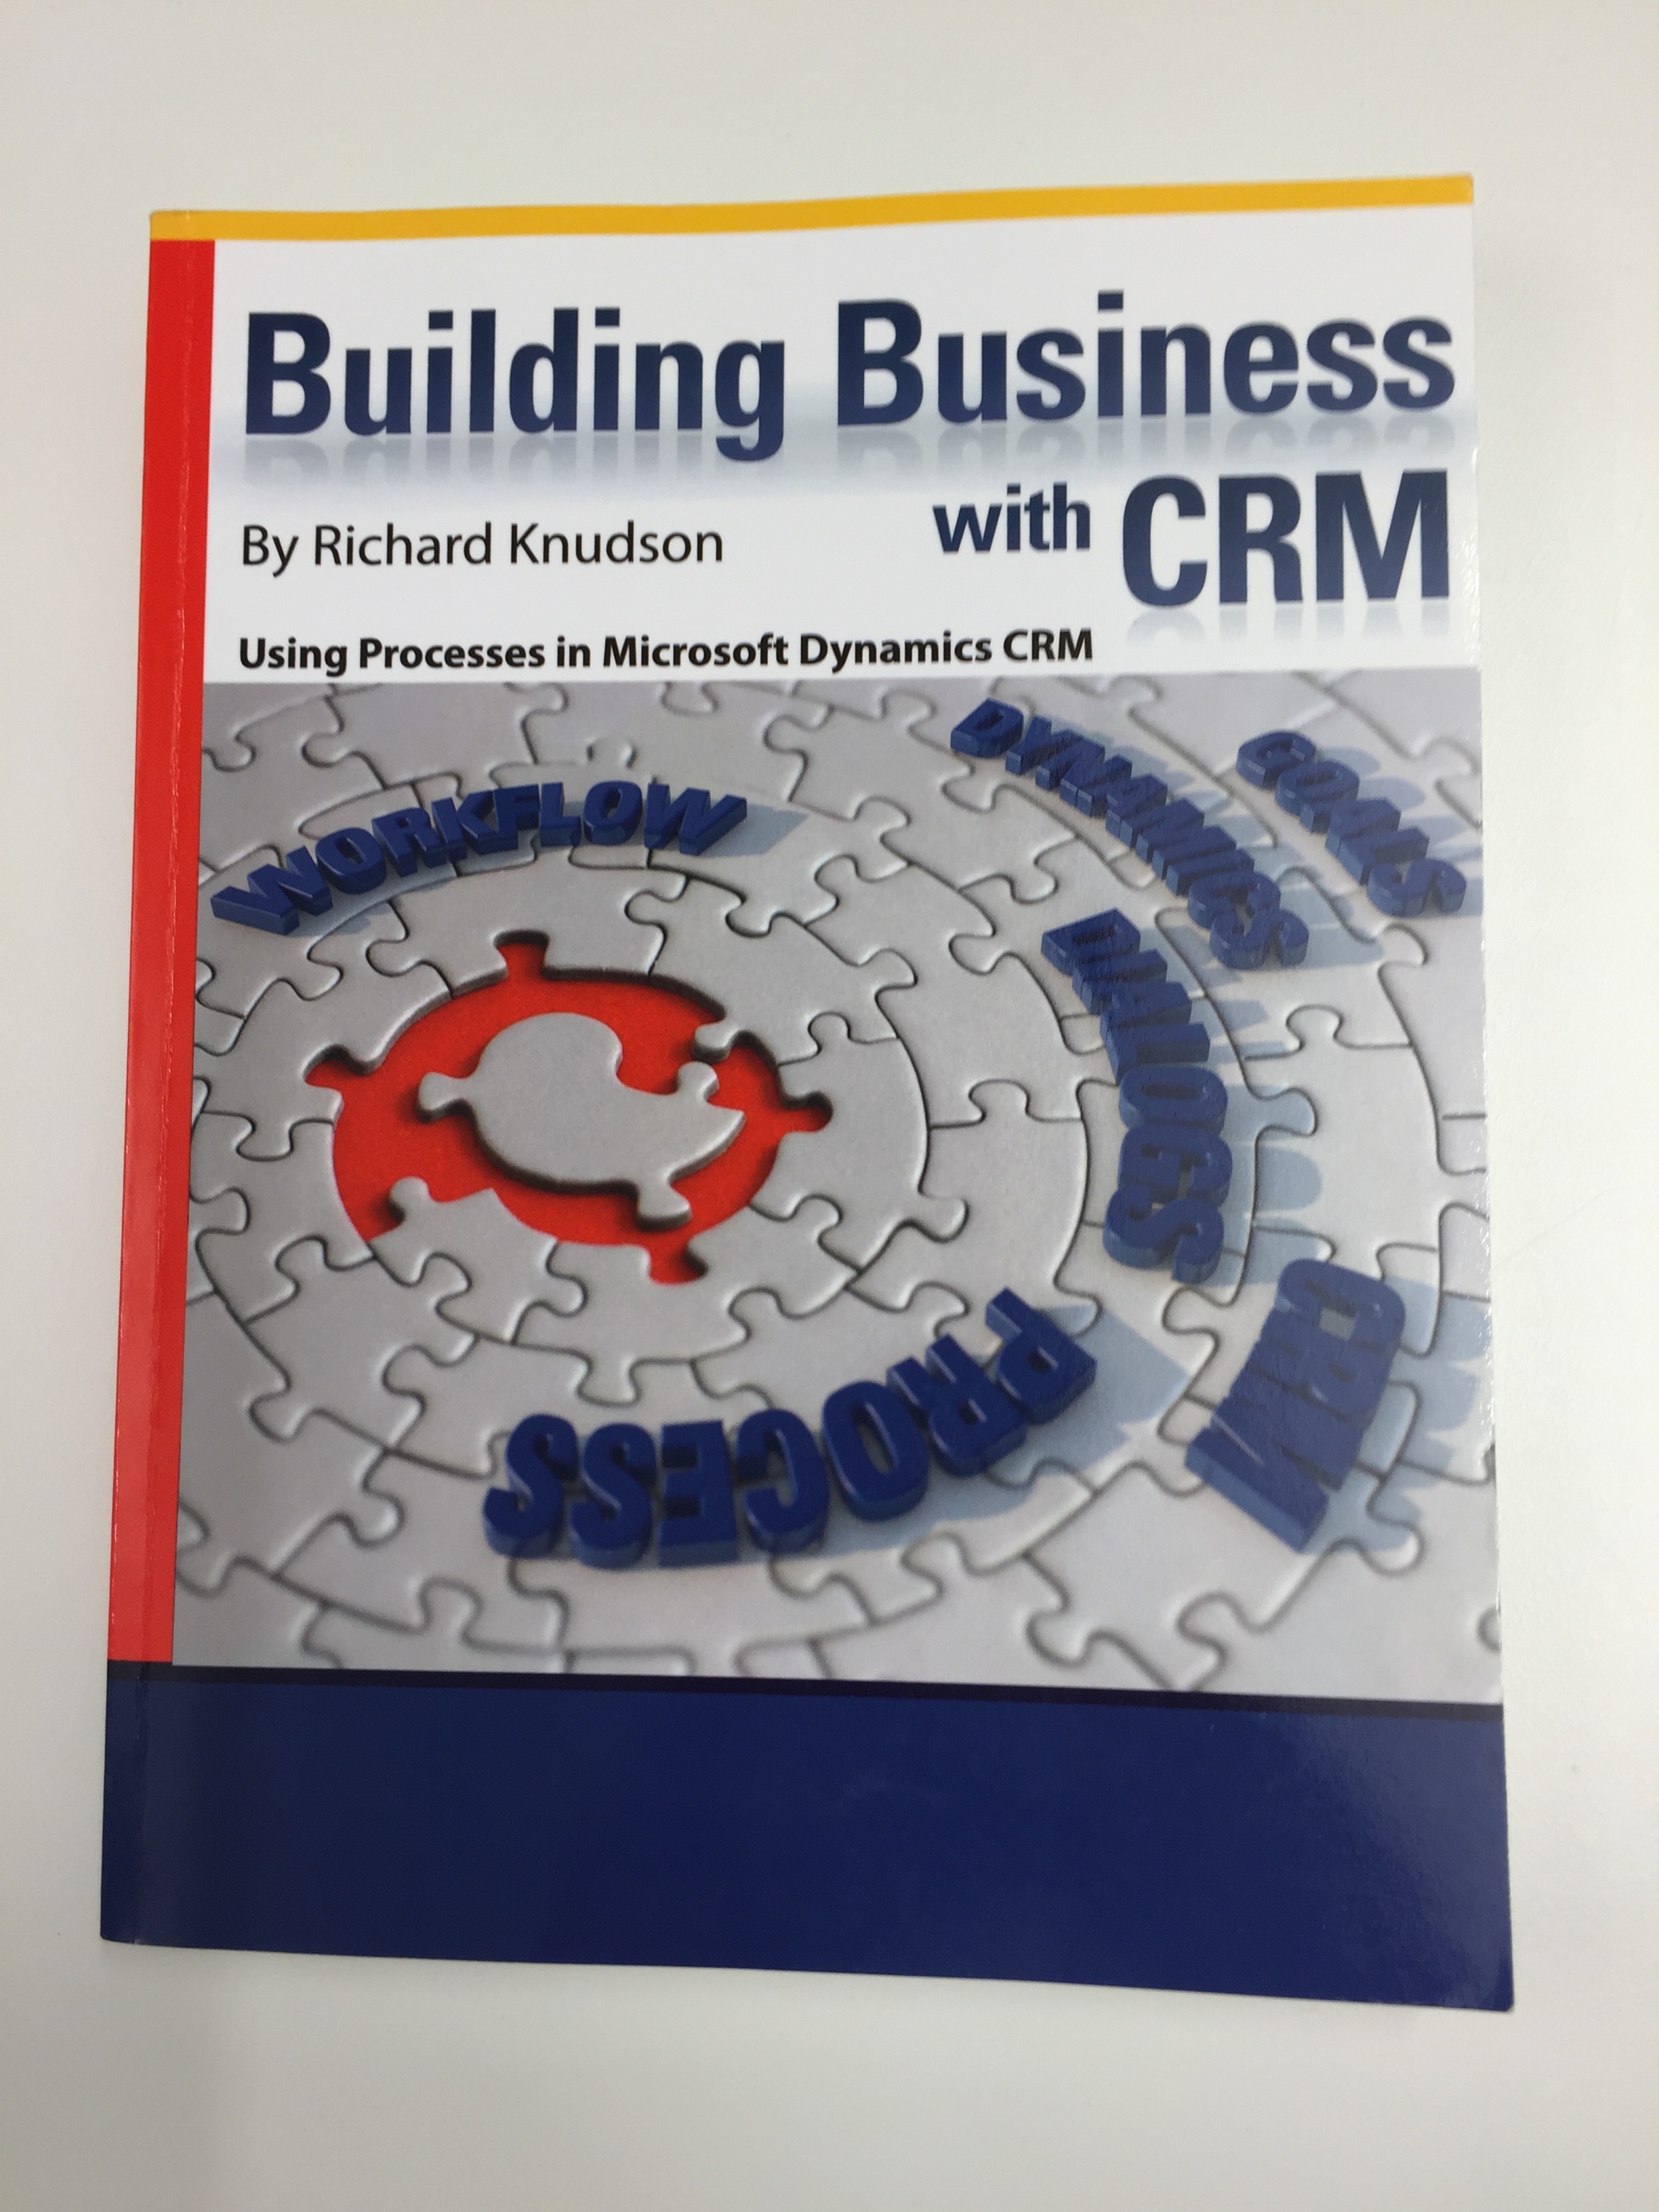 Building Business
with CRM
By Richard Knudson
Using Processes in Microsoft Dynamics CRM
WORKFLOW
DYNAMICS
GOALS
DIALOGS
CRM
PROCESS